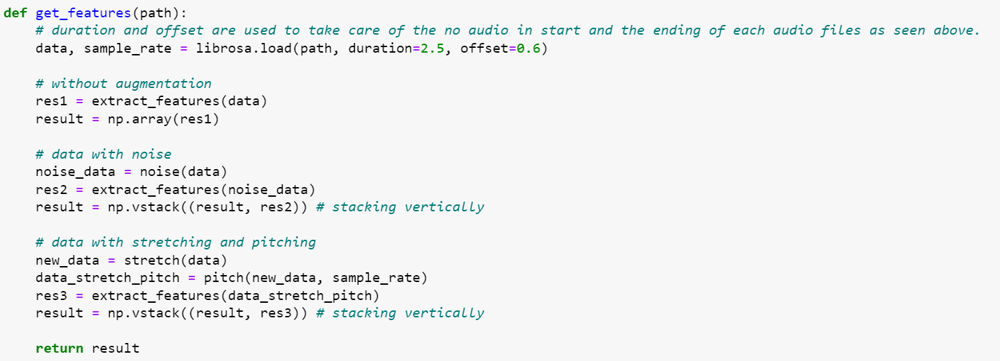 def get_features(path):
    # duration and offset are used to take care of the no audio in start and the ending of each audio files as seen above.
    data, sample_rate = librosa.load(path, duration=2.5, offset=0.6)

    # without augmentation
    res1 = extract_features(data)
    result = np.array(res1)

    # data with noise
    noise_data = noise(data)
    res2 = extract_features(noise_data)
    result = np.vstack((result, res2)) # stacking vertically

    # data with stretching and pitching
    new_data = stretch(data)
    data_stretch_pitch = pitch(new_data, sample_rate)
    res3 = extract_features(data_stretch_pitch)
    result = np.vstack((result, res3)) # stacking vertically

    return result